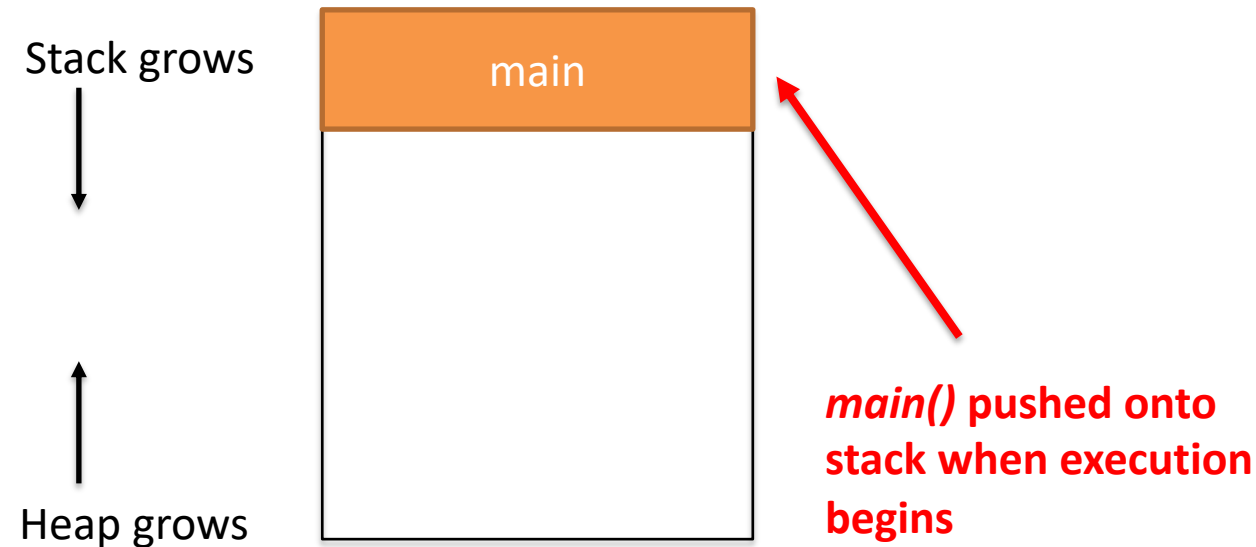 Stack grows
main
main() pushed onto
stack when execution
begins
Heap grows